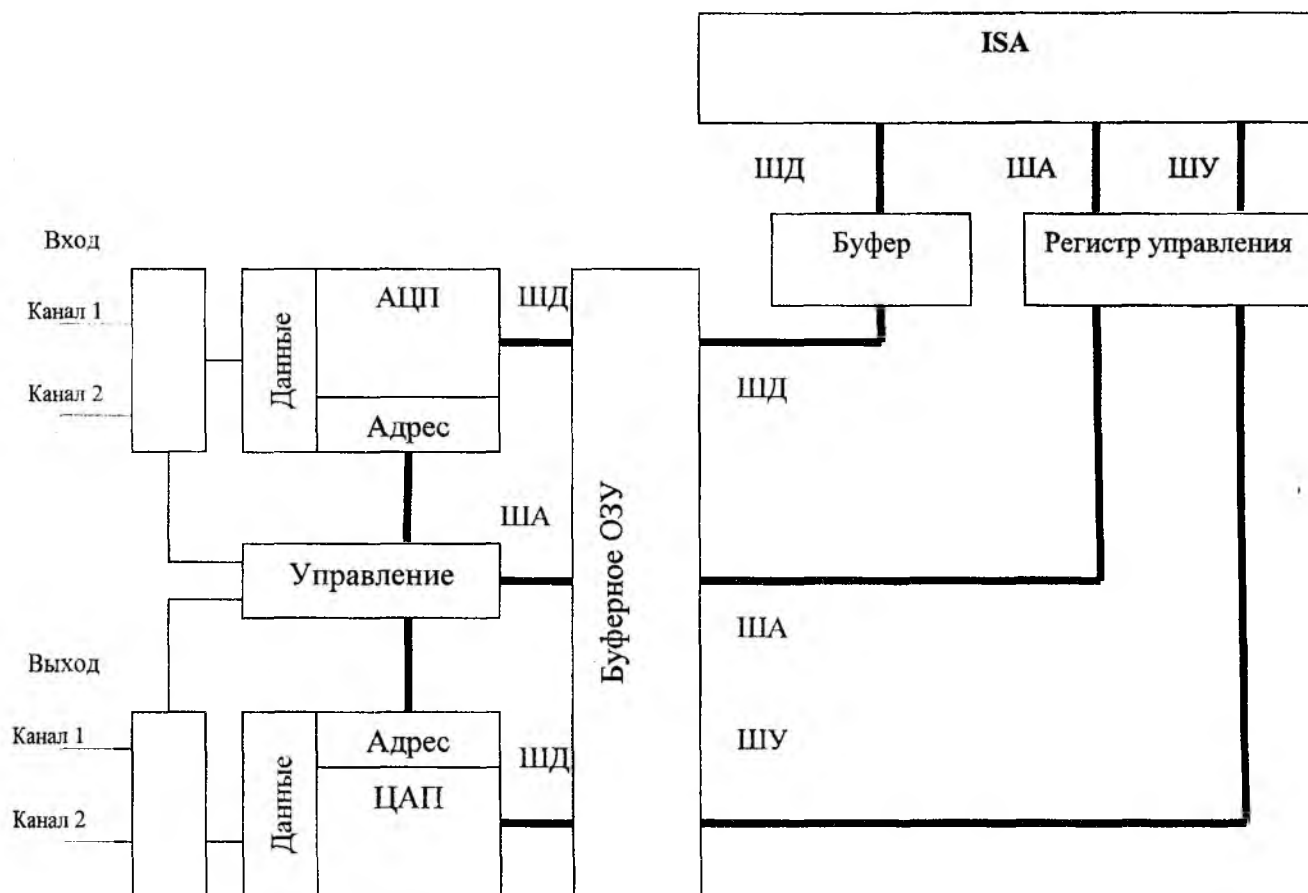 ISA
ШД
ША
ШУ
Буфер
Регистр управления
Вход
Канал 1
Канал 2
Данные
АЦП
Адрес
ШД
ШД
ША
Управление
Буферное ОЗУ
ША
Выход
Канал 1
Канал 2
Данные
Адрес
ЦАП
ШД
ШУ